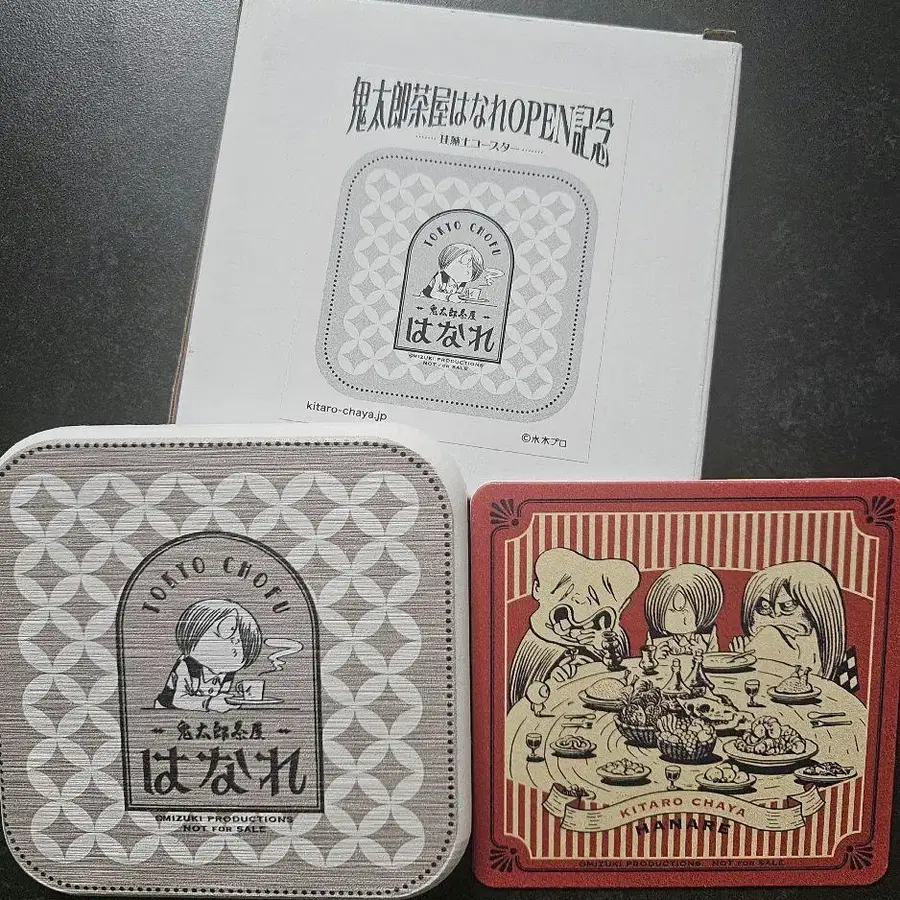 鬼太郎茶屋はなれOPEN記念
珪藻土コースター
TOKYO CHOFU
鬼太郎茶屋
はなれ
©MIZUKI PRODUCTIONS
NOT FOR SALE
kitaro-chaya.jp
©水木プロ
TOKYO CHOFU
鬼太郎茶屋
はなれ
©MIZUKI PRODUCTIONS
NOT FOR SALE
KITARO CHAYA
HANARE
©MIZUKI PRODUCTIONS. NOT FOR SALE